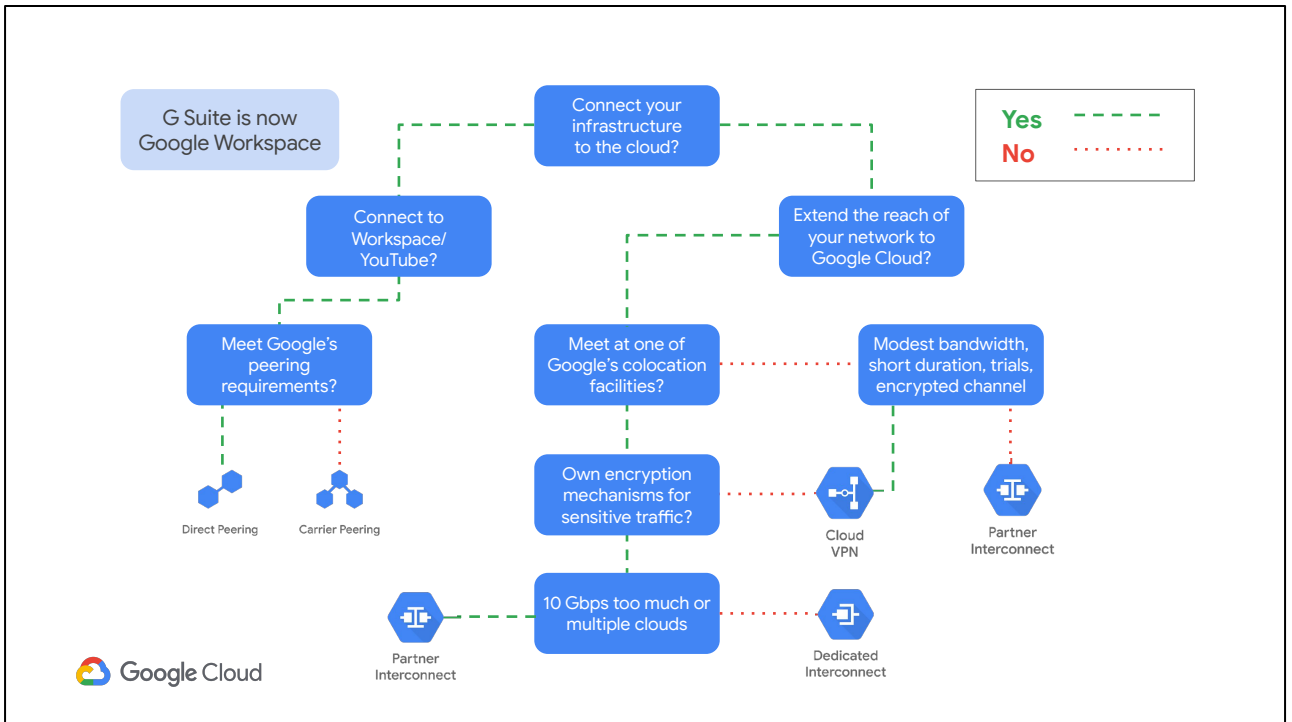 G Suite is now
Google Workspace
Connect your
infrastructure
to the cloud?
Yes
No
Connect to
Workspace/
YouTube?
Extend the reach of
your network to
Google Cloud?
Meet Google's
peering
requirements?
Meet at one of
Google's colocation
facilities?
Modest bandwidth,
short duration, trials,
encrypted channel
Direct Peering
Carrier Peering
Own encryption
mechanisms for
sensitive traffic?
Cloud
VPN
Partner
Interconnect
Partner
Interconnect
10 Gbps too much or
multiple clouds
Dedicated
Interconnect
Google Cloud